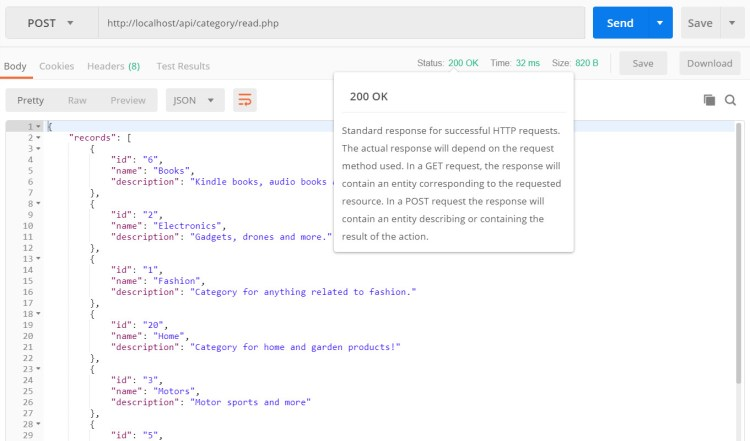 POST http://localhost/api/category/read.php Send Save
Body Cookies Headers (8) Test Results Status: 200 OK Time: 32 ms Size: 820 B Save Download
Pretty Raw Preview JSON
200 OK
Standard response for successful HTTP requests.
The actual response will depend on the request
method used. In a GET request, the response will
contain an entity corresponding to the requested
resource. In a POST request the response will
contain an entity describing or containing the
result of the action.
1 {
2 "records": [
3 {
4 "id": "6",
5 "name": "Books",
6 "description": "Kindle books, audio books
7 },
8 {
9 "id": "2",
10 "name": "Electronics",
11 "description": "Gadgets, drones and more."
12 },
13 {
14 "id": "1",
15 "name": "Fashion",
16 "description": "Category for anything related to fashion."
17 },
18 {
19 "id": "20",
20 "name": "Home",
21 "description": "Category for home and garden products!"
22 },
23 {
24 "id": "3",
25 "name": "Motors",
26 "description": "Motor sports and more"
27 },
28 {
29 "id": "5",